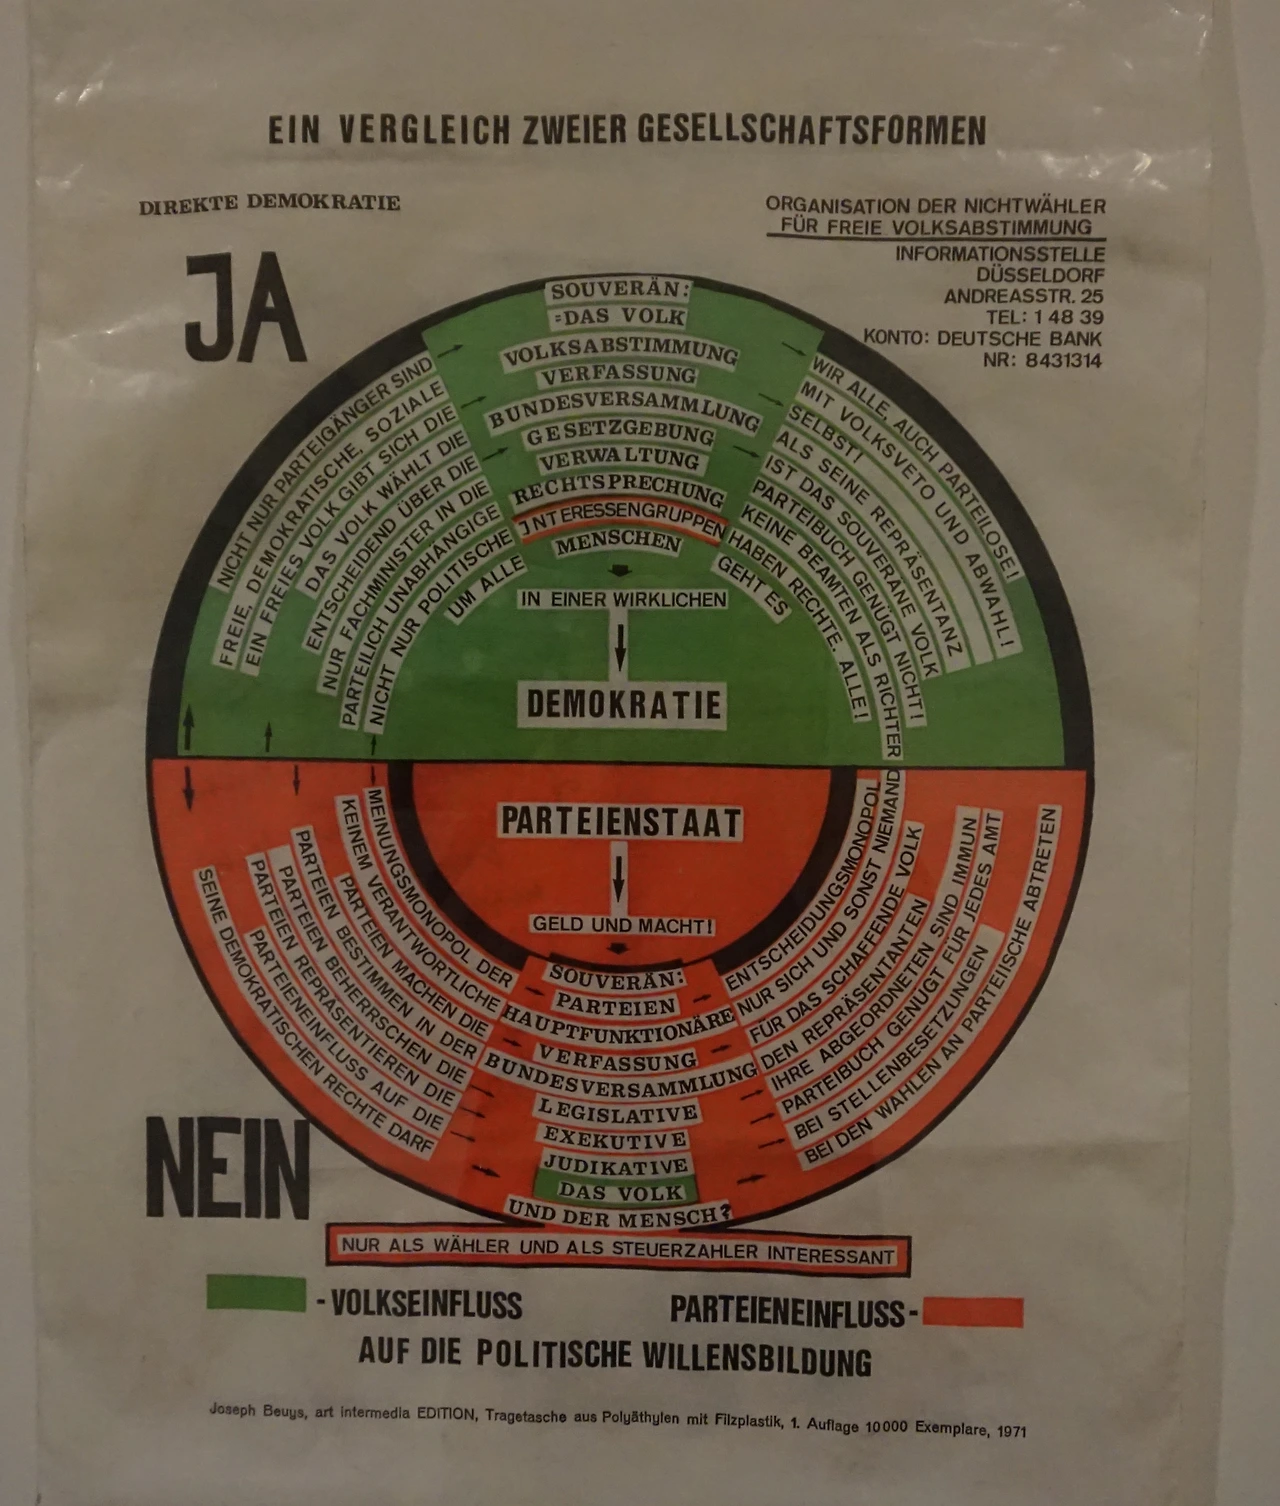 EIN VERGLEICH ZWEIER GESELLSCHAFTSFORMEN
DIREKTE DEMOKRATIE
JA
ORGANISATION DER NICHTWÄHLER
FÜR FREIE VOLKSABSTIMMUNG
INFORMATIONSSTELLE
DÜSSELDORF
ANDREASSTR. 25
TEL: 1 48 39
KONTO: DEUTSCHE BANK
NR: 8431314
NICHT NUR PARTEIGÄNGER SIND
FREIE, DEMOKRATISCHE, SOZIALE
EIN FREIES VOLK GIBT SICH DIE
DAS VOLK WÄHLT DIE
ENTSCHEIDEND ÜBER DIE
NUR FACHMINISTER IN DIE
PARTEILICH UNABHÄNGIGE
NICHT NUR POLITISCHE
UM ALLE
SOUVERÄN:
=DAS VOLK
VOLKSABSTIMMUNG
VERFASSUNG
BUNDESVERSAMMLUNG
GESETZGEBUNG
VERWALTUNG
RECHTSPRECHUNG
INTERESSENGRUPPEN
MENSCHEN
WIR ALLE, AUCH PARTEILOSE!
MIT VOLKSVETO UND ABWAHL!
SELBST!
ALS SEINE REPRÄSENTANZ
IST DAS SOUVERÄNE VOLK
PARTEIBUCH GENÜGT NICHT!
KEINE BEAMTEN ALS RICHTER
HABEN RECHTE. ALLE!
GEHT ES
IN EINER WIRKLICHEN
DEMOKRATIE
PARTEIENSTAAT
GELD UND MACHT!
MEINUNGSMONOPOL DER
KEINEM VERANTWORTLICHE
PARTEIEN MACHEN DIE
PARTEIEN BESTIMMEN IN DER
PARTEIEN BEHERRSCHEN DIE
PARTEIEN REPRÄSENTIEREN DIE
PARTEIENEINFLUSS AUF DIE
SEINE DEMOKRATISCHEN RECHTE DARF
SOUVERÄN:
PARTEIEN
HAUPTFUNKTIONÄRE
VERFASSUNG
BUNDESVERSAMMLUNG
LEGISLATIVE
EXEKUTIVE
JUDIKATIVE
DAS VOLK
UND DER MENSCH?
ENTSCHEIDUNGSMONOPOL
NUR SICH UND SONST NIEMAND
FÜR DAS SCHAFFENDE VOLK
DEN REPRÄSENTANTEN
IHRE ABGEORDNETEN SIND IMMUN
PARTEIBUCH GENÜGT FÜR JEDES AMT
BEI STELLENBESETZUNGEN
BEI DEN WAHLEN AN PARTEIISCHE ABTRETEN
NEIN
NUR ALS WÄHLER UND ALS STEUERZAHLER INTERESSANT
- VOLKSEINFLUSS PARTEIENEINFLUSS -
AUF DIE POLITISCHE WILLENSBILDUNG
Joseph Beuys, art intermedia EDITION, Tragetasche aus Polyäthylen mit Filzplastik, 1. Auflage 10 000 Exemplare, 1971